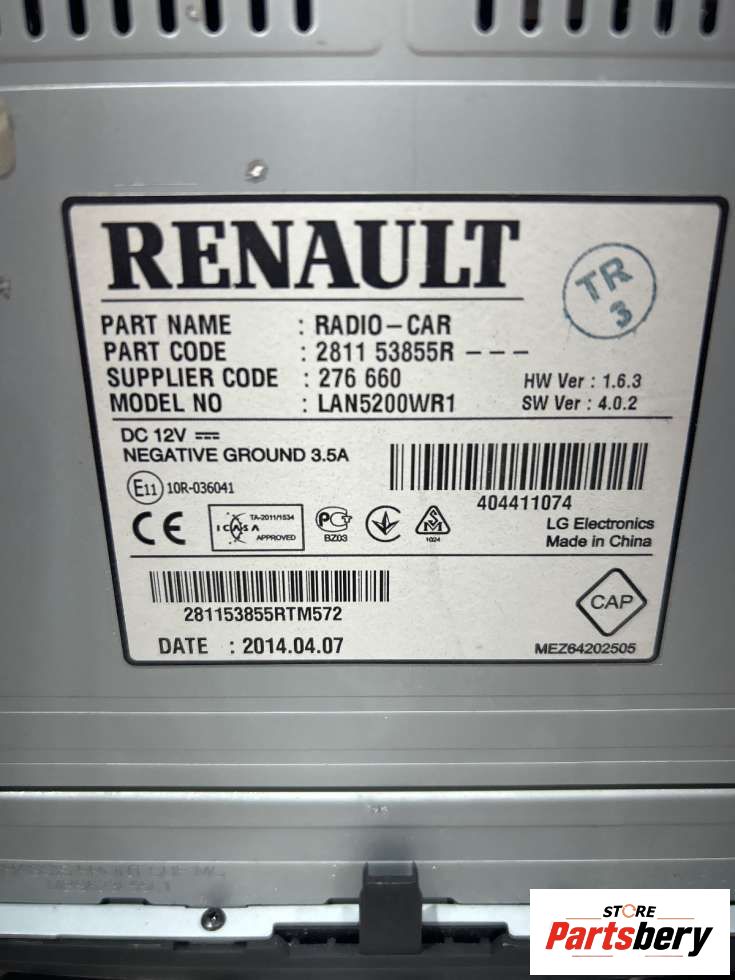 RENAULT
TR
3
PART NAME : RADIO-CAR
PART CODE : 2811 53855R ---
SUPPLIER CODE : 276 660
HW Ver : 1.6.3
MODEL NO : LAN5200WR1
SW Ver : 4.0.2
DC 12V
NEGATIVE GROUND 3.5A
E11 10R-036041
404411074
CE
ICASA
TA-2011/1534
APPROVED
BZ03
1024
LG Electronics
Made in China
281153855RTM572
CAP
DATE : 2014.04.07
MEZ64202505
STORE
Partsbery